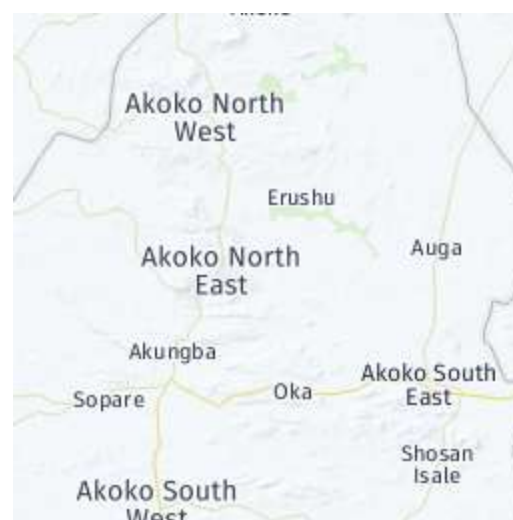 Akoko North
West
Erushu
Auga
Akoko North
East
Akungba
Akoko South
East
Oka
Sopare
Shosan
Isale
Akoko South
West